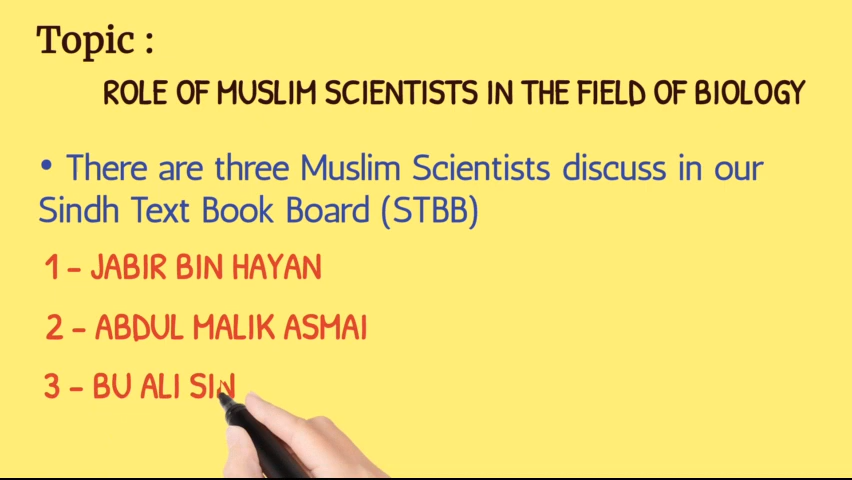 Topic :
ROLE OF MUSLIM SCIENTISTS IN THE FIELD OF BIOLOGY
• There are three Muslim Scientists discuss in our
Sindh Text Book Board (STBB)
1 - JABIR BIN HAYAN
2 - ABDUL MALIK ASMAI
3 - BU ALI SIN